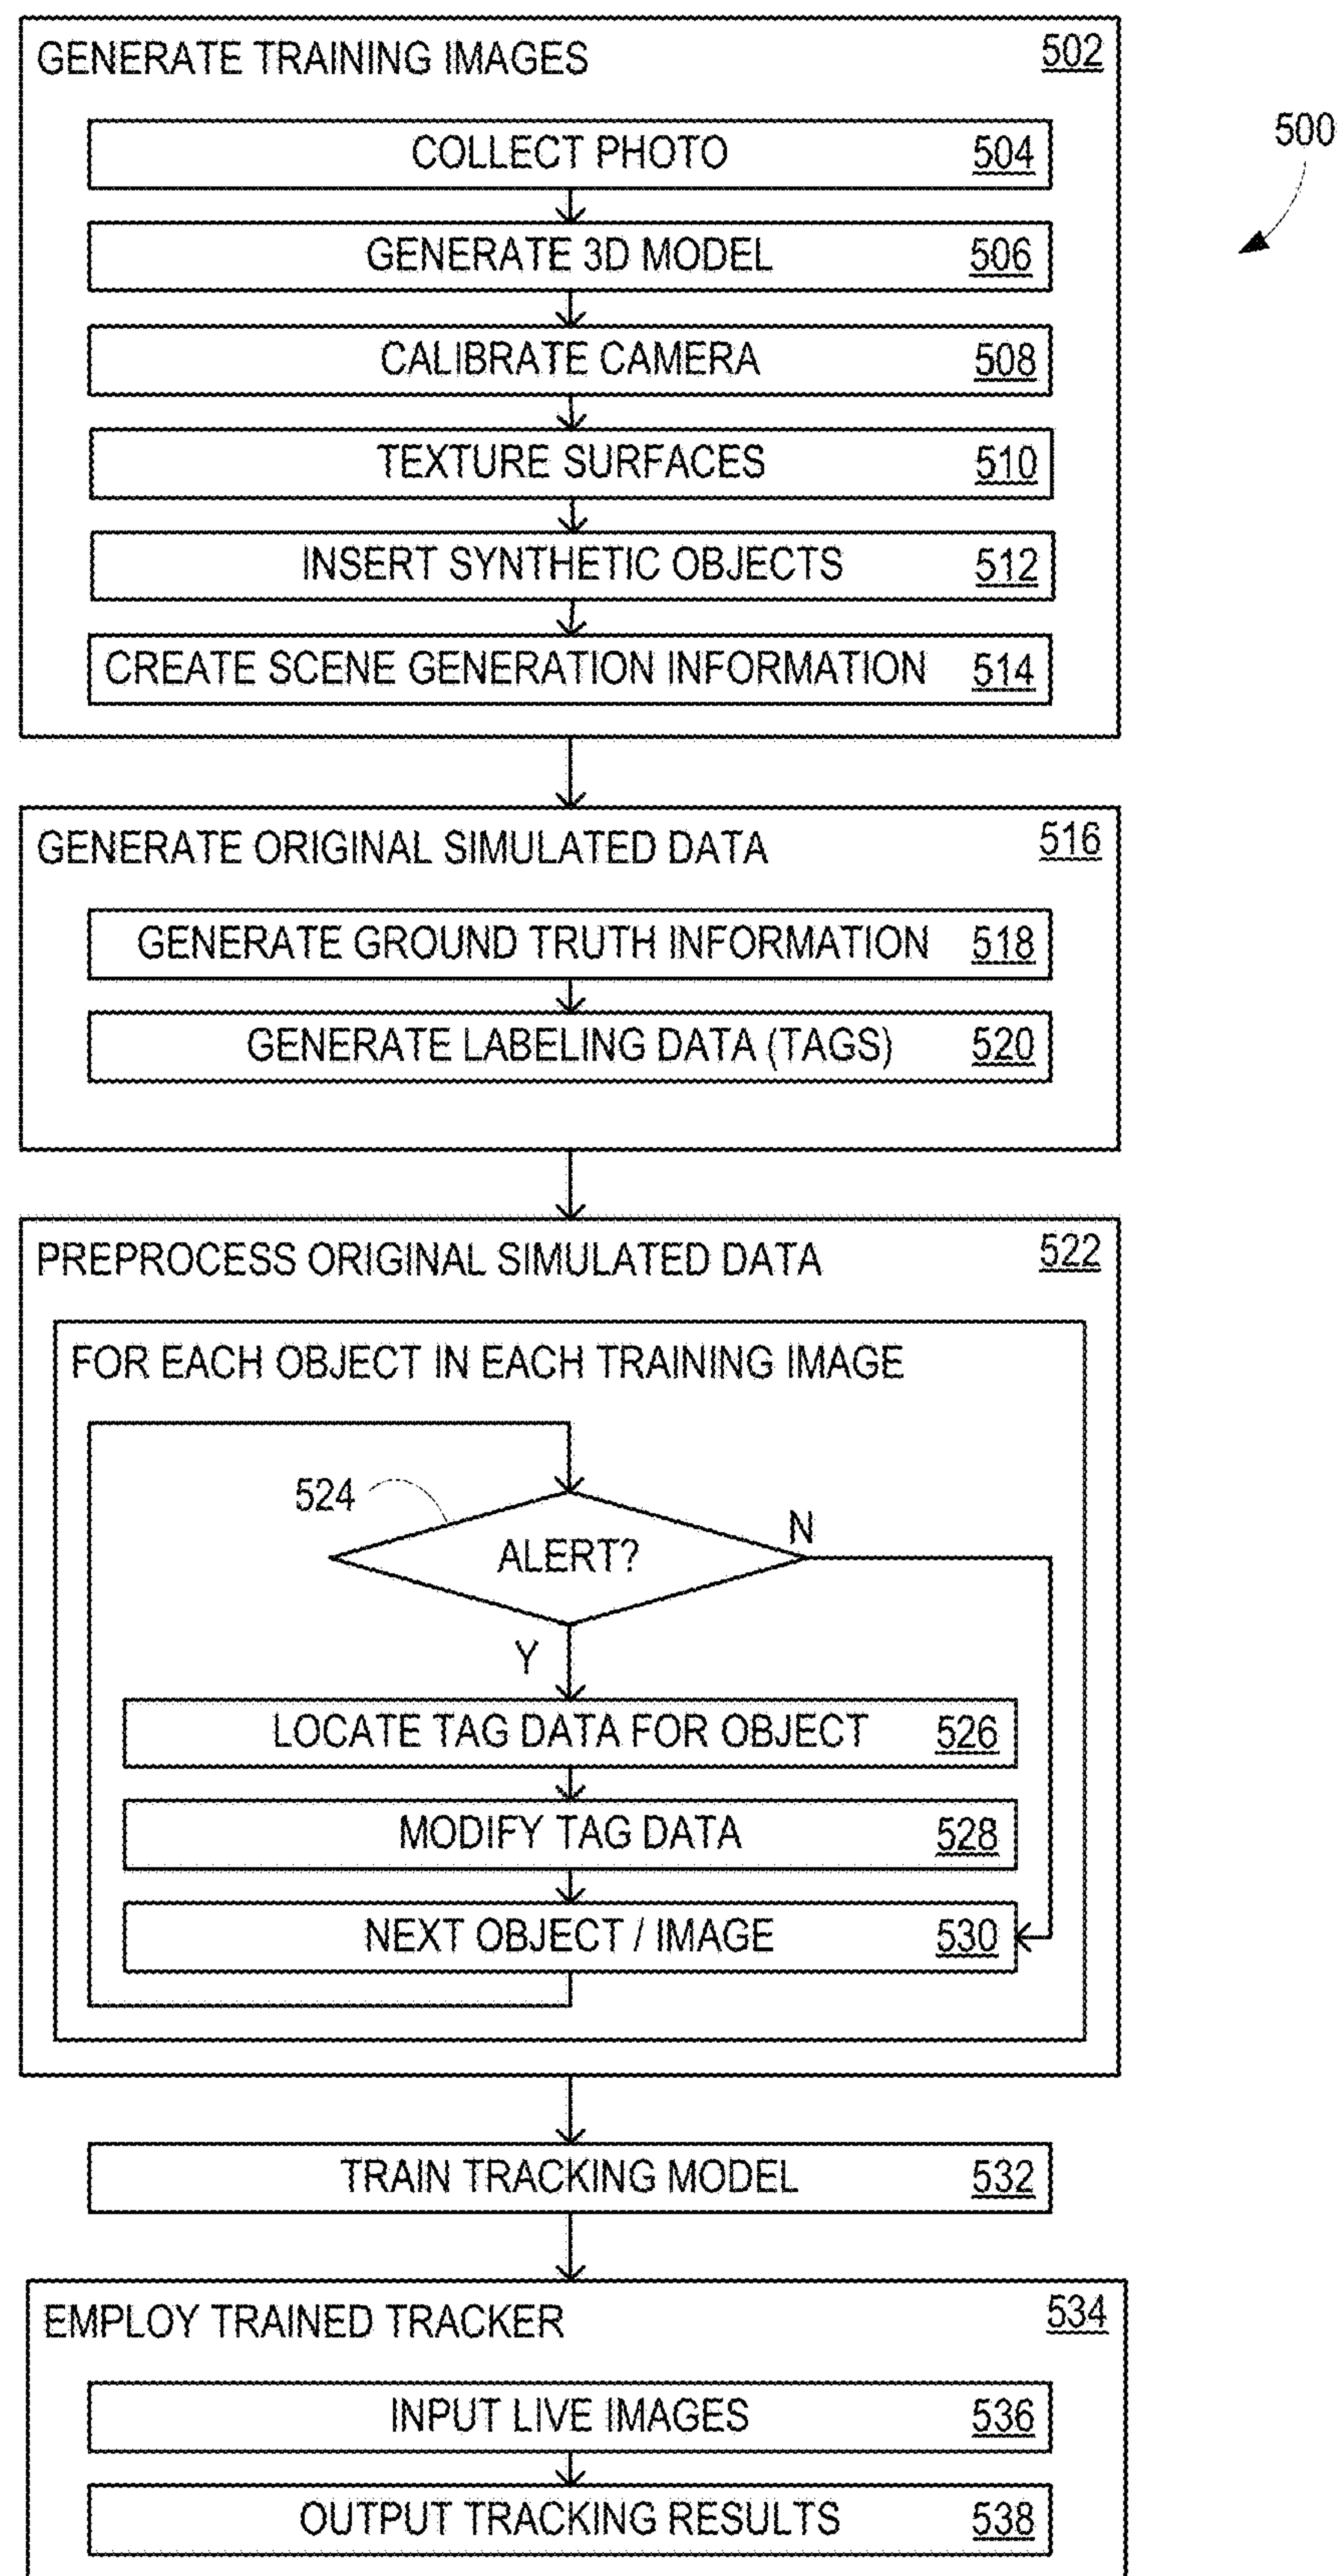 GENERATE TRAINING IMAGES 502
500
COLLECT PHOTO 504
GENERATE 3D MODEL 506
CALIBRATE CAMERA 508
TEXTURE SURFACES 510
INSERT SYNTHETIC OBJECTS 512
CREATE SCENE GENERATION INFORMATION 514
GENERATE ORIGINAL SIMULATED DATA 516
GENERATE GROUND TRUTH INFORMATION 518
GENERATE LABELING DATA (TAGS) 520
PREPROCESS ORIGINAL SIMULATED DATA 522
FOR EACH OBJECT IN EACH TRAINING IMAGE
524
N
ALERT?
Y
LOCATE TAG DATA FOR OBJECT 526
MODIFY TAG DATA 528
NEXT OBJECT / IMAGE 530
TRAIN TRACKING MODEL 532
EMPLOY TRAINED TRACKER 534
INPUT LIVE IMAGES 536
OUTPUT TRACKING RESULTS 538